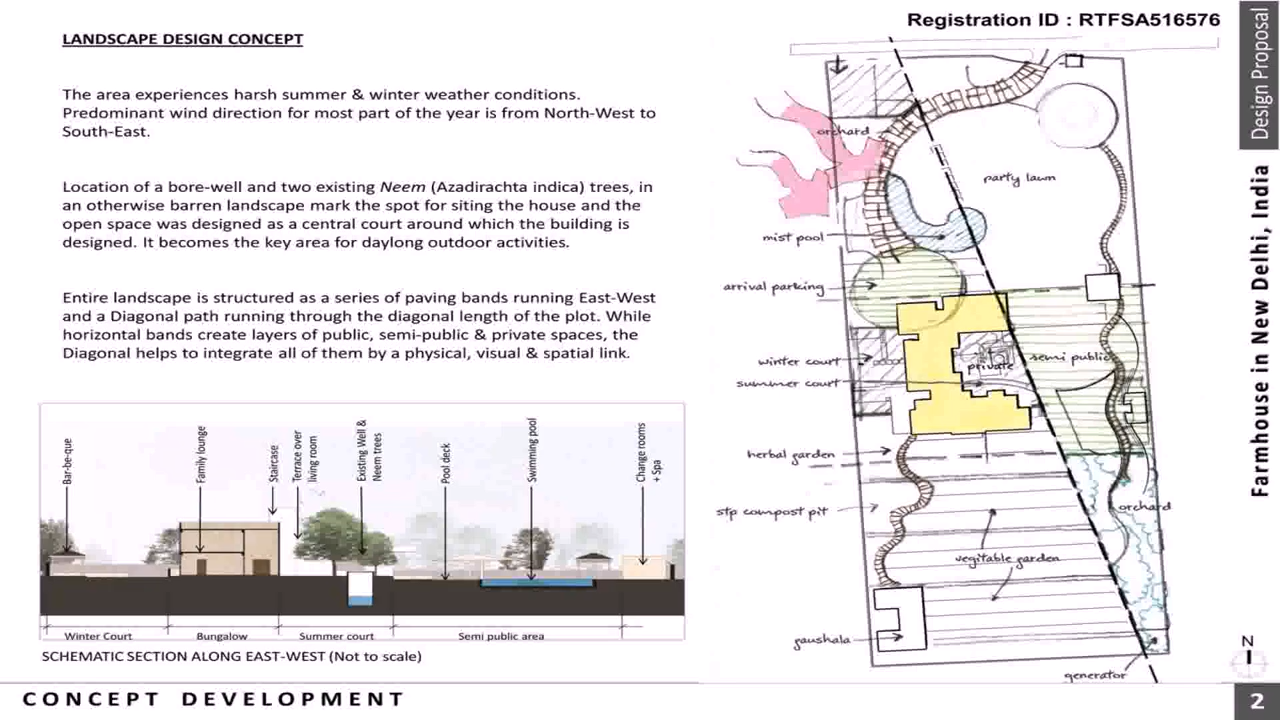 Registration ID : RTFSA516576
LANDSCAPE DESIGN CONCEPT
The area experiences harsh summer & winter weather conditions.
Predominant wind direction for most part of the year is from North-West to
South-East.
Location of a bore-well and two existing Neem (Azadirachta indica) trees, in
an otherwise barren landscape mark the spot for siting the house and the
open space was designed as a central court around which the building is
designed. It becomes the key area for daylong outdoor activities.
Entire landscape is structured as a series of paving bands running East-West
and a Diagonal path running through the diagonal length of the plot. While
horizontal bands create layers of public, semi-public & private spaces, the
Diagonal helps to integrate all of them by a physical, visual & spatial link.
Bar-be-que
Family lounge
Staircase
Terrace over
living room
Existing Well &
Neem trees
Pool deck
Swimming pool
Change rooms
+ Spa
Winter Court
Bungalow
Summer court
Semi public area
SCHEMATIC SECTION ALONG EAST-WEST (Not to scale)
orchard
party lawn
mist pool
arrival parking
winter court
private
semi public
summer court
herbal garden
stp compost pit
orchard
vegitable garden
gaushala
generator
Design Proposal
Farmhouse in New Delhi, India
N
CONCEPT DEVELOPMENT
2